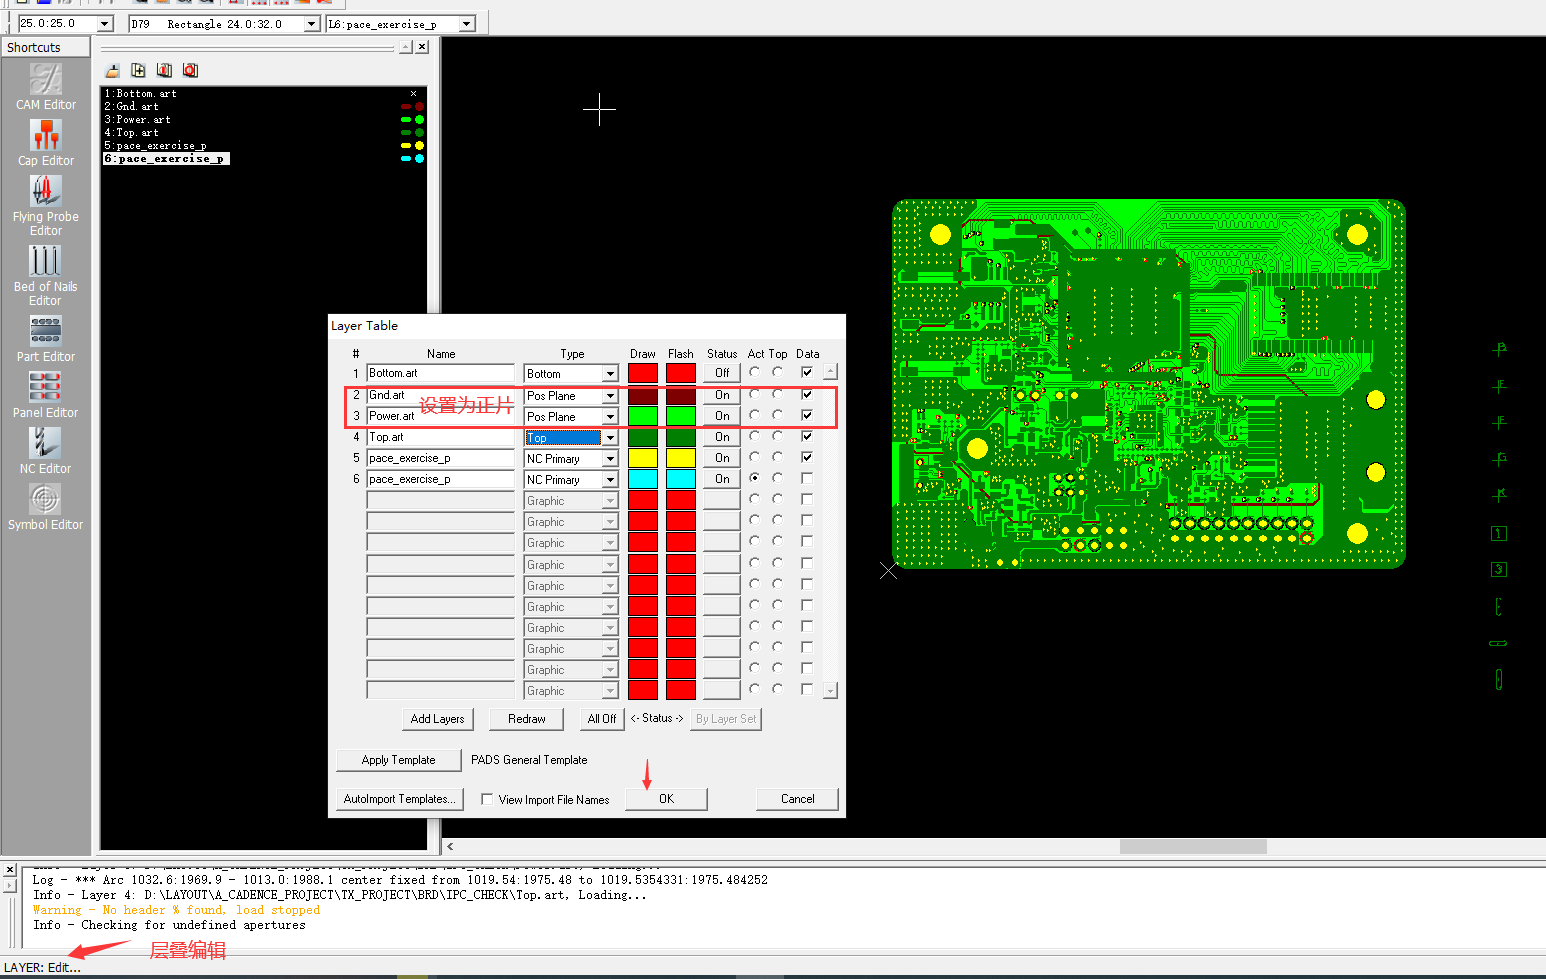 25.0:25.0
D79 Rectangle 24.0:32.0
L6:pace_exercise_p
Shortcuts
CAM Editor
Cap Editor
Flying Probe
Editor
Bed of Nails
Editor
Part Editor
Panel Editor
NC Editor
Symbol Editor
1:Bottom.art
2:Gnd.art
3:Power.art
4:Top.art
5:pace_exercise_p
6:pace_exercise_p
Layer Table
# Name Type Draw Flash Status Act Top Data
1 Bottom.art Bottom Off
2 Gnd.art Pos Plane On
设置为正片
3 Power.art Pos Plane On
4 Top.art Top On
5 pace_exercise_p NC Primary On
6 pace_exercise_p NC Primary On
Graphic
Graphic
Graphic
Graphic
Graphic
Graphic
Graphic
Graphic
Graphic
Graphic
Add Layers Redraw All Off <- Status -> By Layer Set
Apply Template PADS General Template
AutoImport Templates... View Import File Names OK Cancel
1
3
Log - *** Arc 1032.6:1969.9 - 1013.0:1988.1 center fixed from 1019.54:1975.48 to 1019.5354331:1975.484252
Info - Layer 4: D:\LAYOUT\A_CADENCE_PROJECT\TX_PROJECT\BRD\IPC_CHECK\Top.art, Loading...
Warning - No header % found, load stopped
Info - Checking for undefined apertures
层叠编辑
LAYER: Edit...